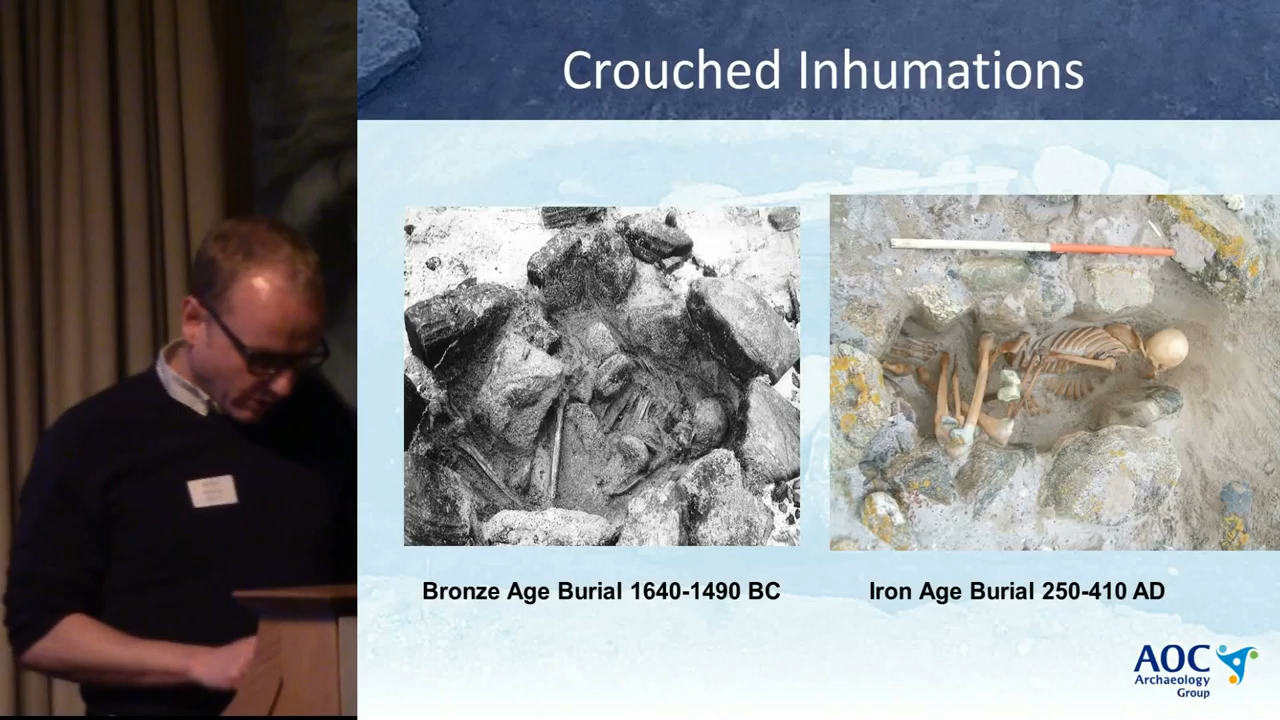 Crouched Inhumations
Bronze Age Burial 1640-1490 BC
Iron Age Burial 250-410 AD
AOC
Archaeology
Group